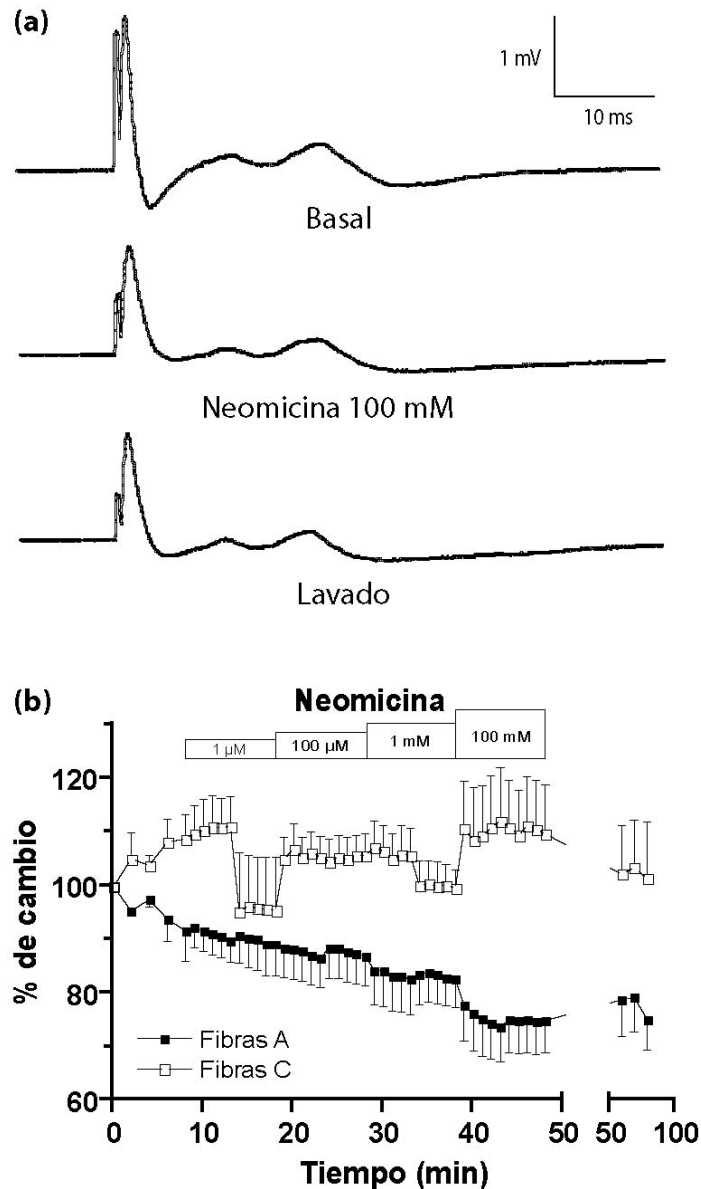 (a)
1 mV
10 ms
Basal
Neomicina 100 mM
Lavado
(b)
Neomicina
1 µM
100 µM
1 mM
100 mM
% de cambio
120
100
80
60
Fibras A
Fibras C
0
10
20
30
40
50
50
100
Tiempo (min)